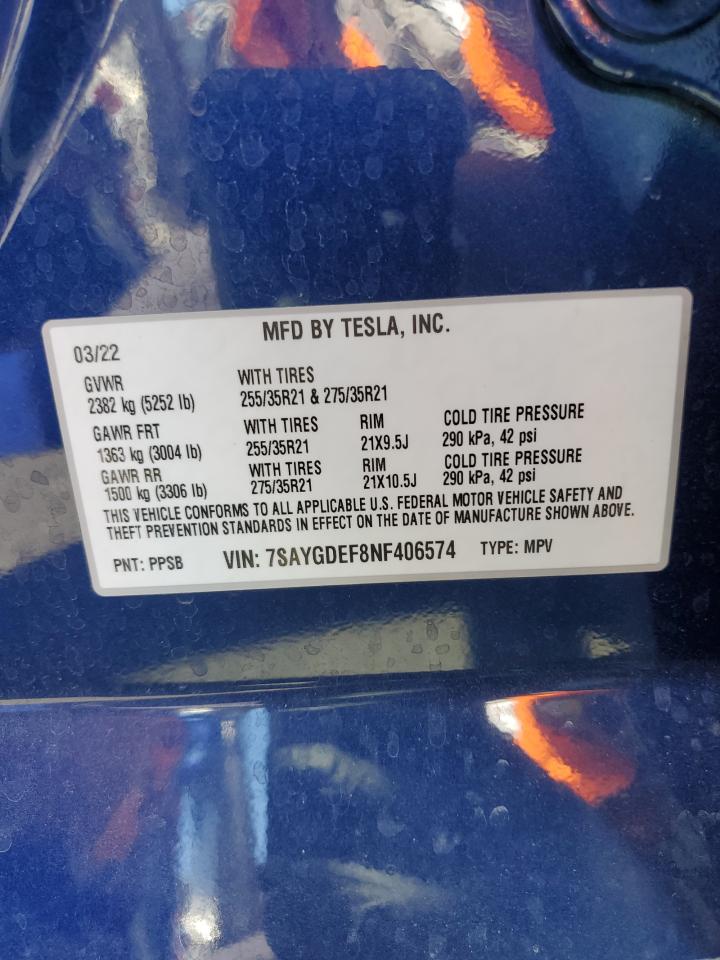 MFD BY TESLA, INC.
03/22
GVWR WITH TIRES
2382 kg (5252 lb) 255/35R21 & 275/35R21
GAWR FRT WITH TIRES RIM COLD TIRE PRESSURE
1363 kg (3004 lb) 255/35R21 21X9.5J 290 kPa, 42 psi
GAWR RR WITH TIRES RIM COLD TIRE PRESSURE
1500 kg (3306 lb) 275/35R21 21X10.5J 290 kPa, 42 psi
THIS VEHICLE CONFORMS TO ALL APPLICABLE U.S. FEDERAL MOTOR VEHICLE SAFETY AND
THEFT PREVENTION STANDARDS IN EFFECT ON THE DATE OF MANUFACTURE SHOWN ABOVE.
PNT: PPSB VIN: 7SAYGDEF8NF406574 TYPE: MPV